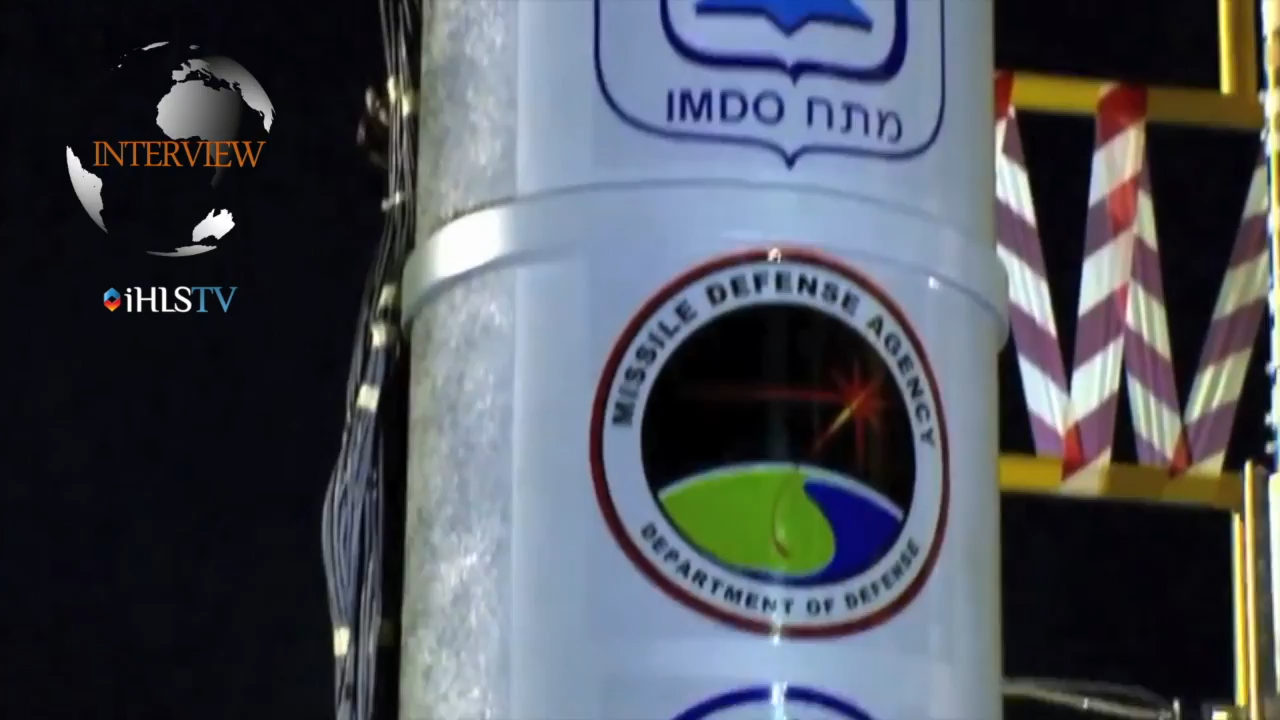 IMDO מתח
INTERVIEW
iHLSTV
MISSILE DEFENSE AGENCY
DEPARTMENT OF DEFENSE